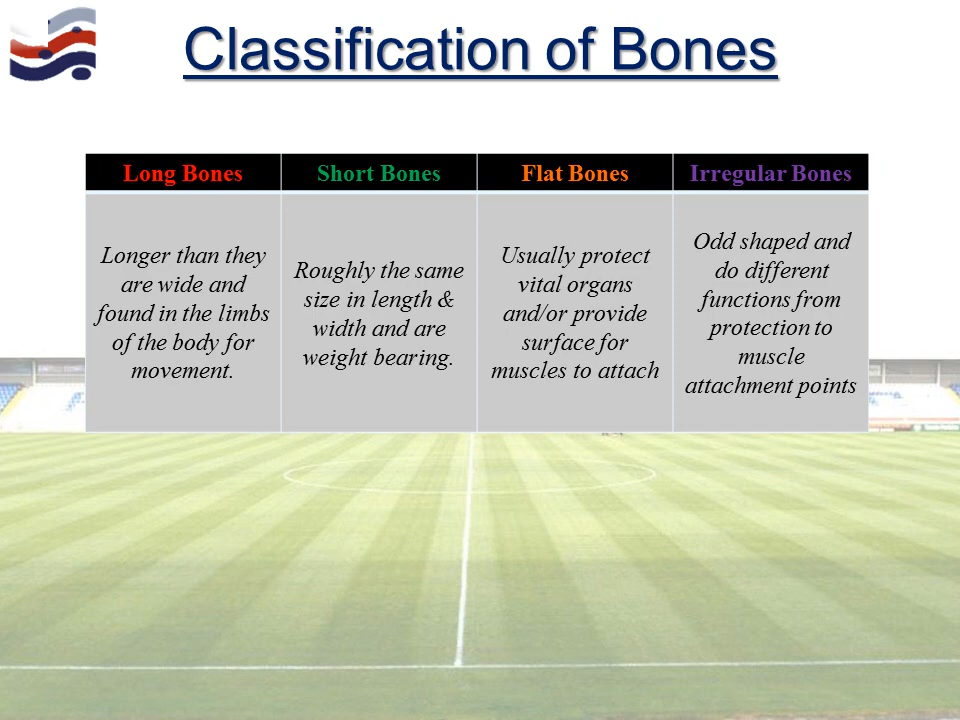 Classification of Bones
Long Bones
Short Bones
Flat Bones
Irregular Bones
Longer than they
are wide and
found in the limbs
of the body for
movement.
Roughly the same
size in length &
width and are
weight bearing.
Usually protect
vital organs
and/or provide
surface for
muscles to attach
Odd shaped and
do different
functions from
protection to
muscle
attachment points